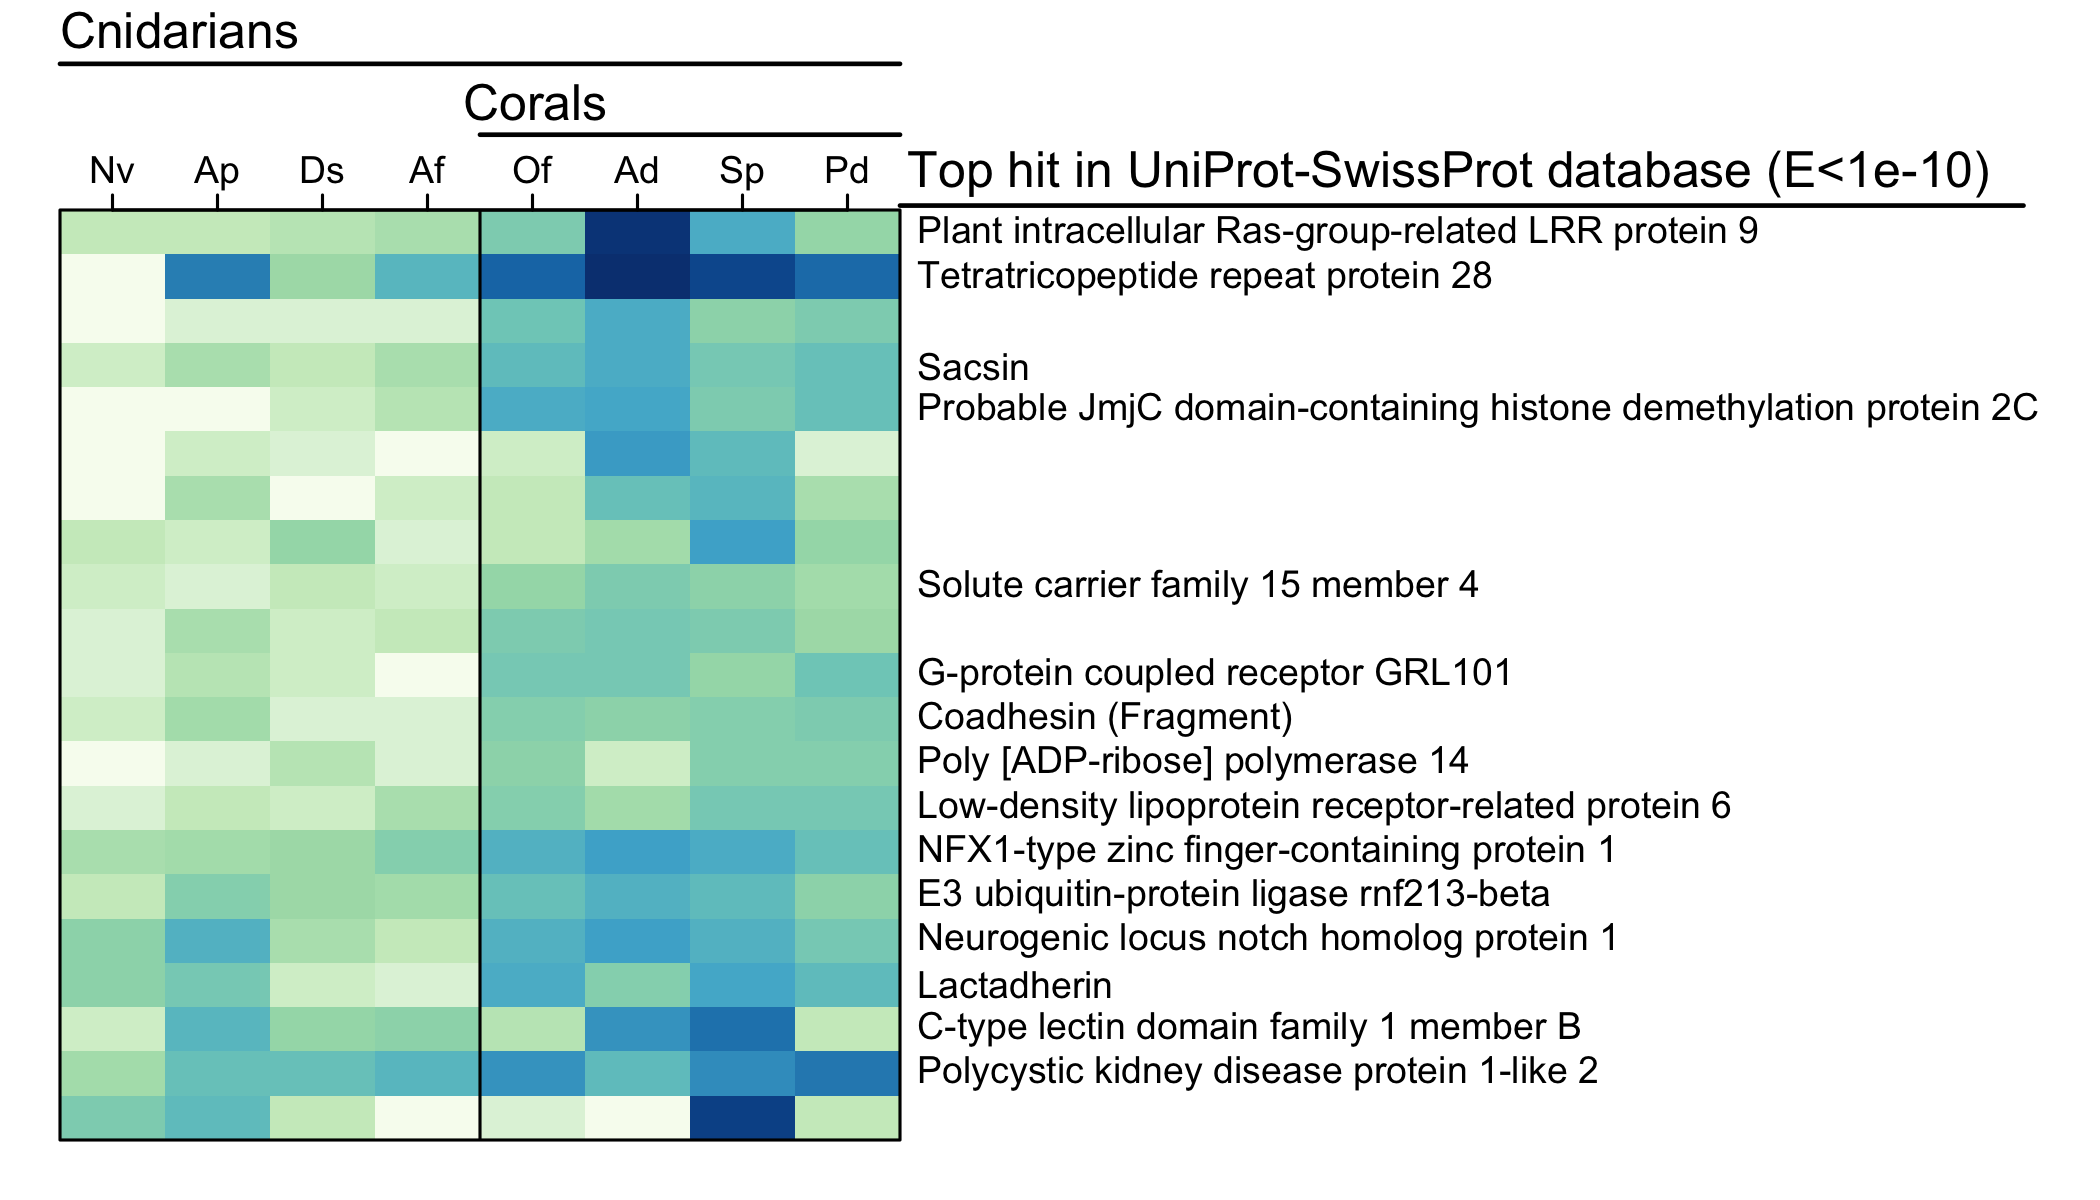 Cnidarians
Corals
Nv Ap Ds Af Of Ad Sp Pd
Top hit in UniProt-SwissProt database (E<1e-10)
Plant intracellular Ras-group-related LRR protein 9
Tetratricopeptide repeat protein 28
Sacsin
Probable JmjC domain-containing histone demethylation protein 2C
Solute carrier family 15 member 4
G-protein coupled receptor GRL101
Coadhesin (Fragment)
Poly [ADP-ribose] polymerase 14
Low-density lipoprotein receptor-related protein 6
NFX1-type zinc finger-containing protein 1
E3 ubiquitin-protein ligase rnf213-beta
Neurogenic locus notch homolog protein 1
Lactadherin
C-type lectin domain family 1 member B
Polycystic kidney disease protein 1-like 2